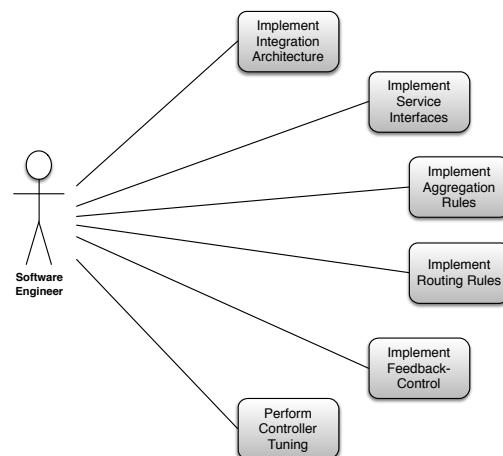 Implement
Integration
Architecture
Implement
Service
Interfaces
Implement
Aggregation
Rules
Software
Engineer
Implement
Routing Rules
Implement
Feedback-
Control
Perform
Controller
Tuning